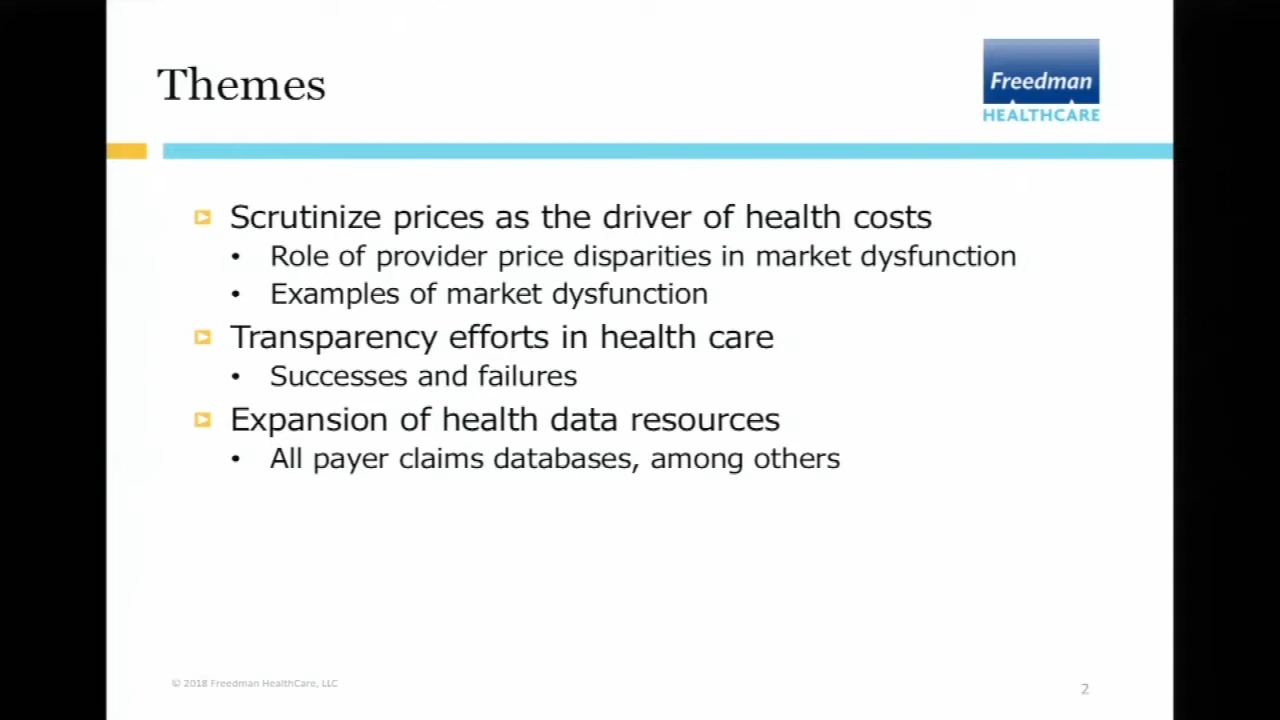 Themes
Freedman
HEALTHCARE
Scrutinize prices as the driver of health costs
• Role of provider price disparities in market dysfunction
• Examples of market dysfunction
Transparency efforts in health care
• Successes and failures
Expansion of health data resources
• All payer claims databases, among others
© 2018 Freedman HealthCare, LLC
2